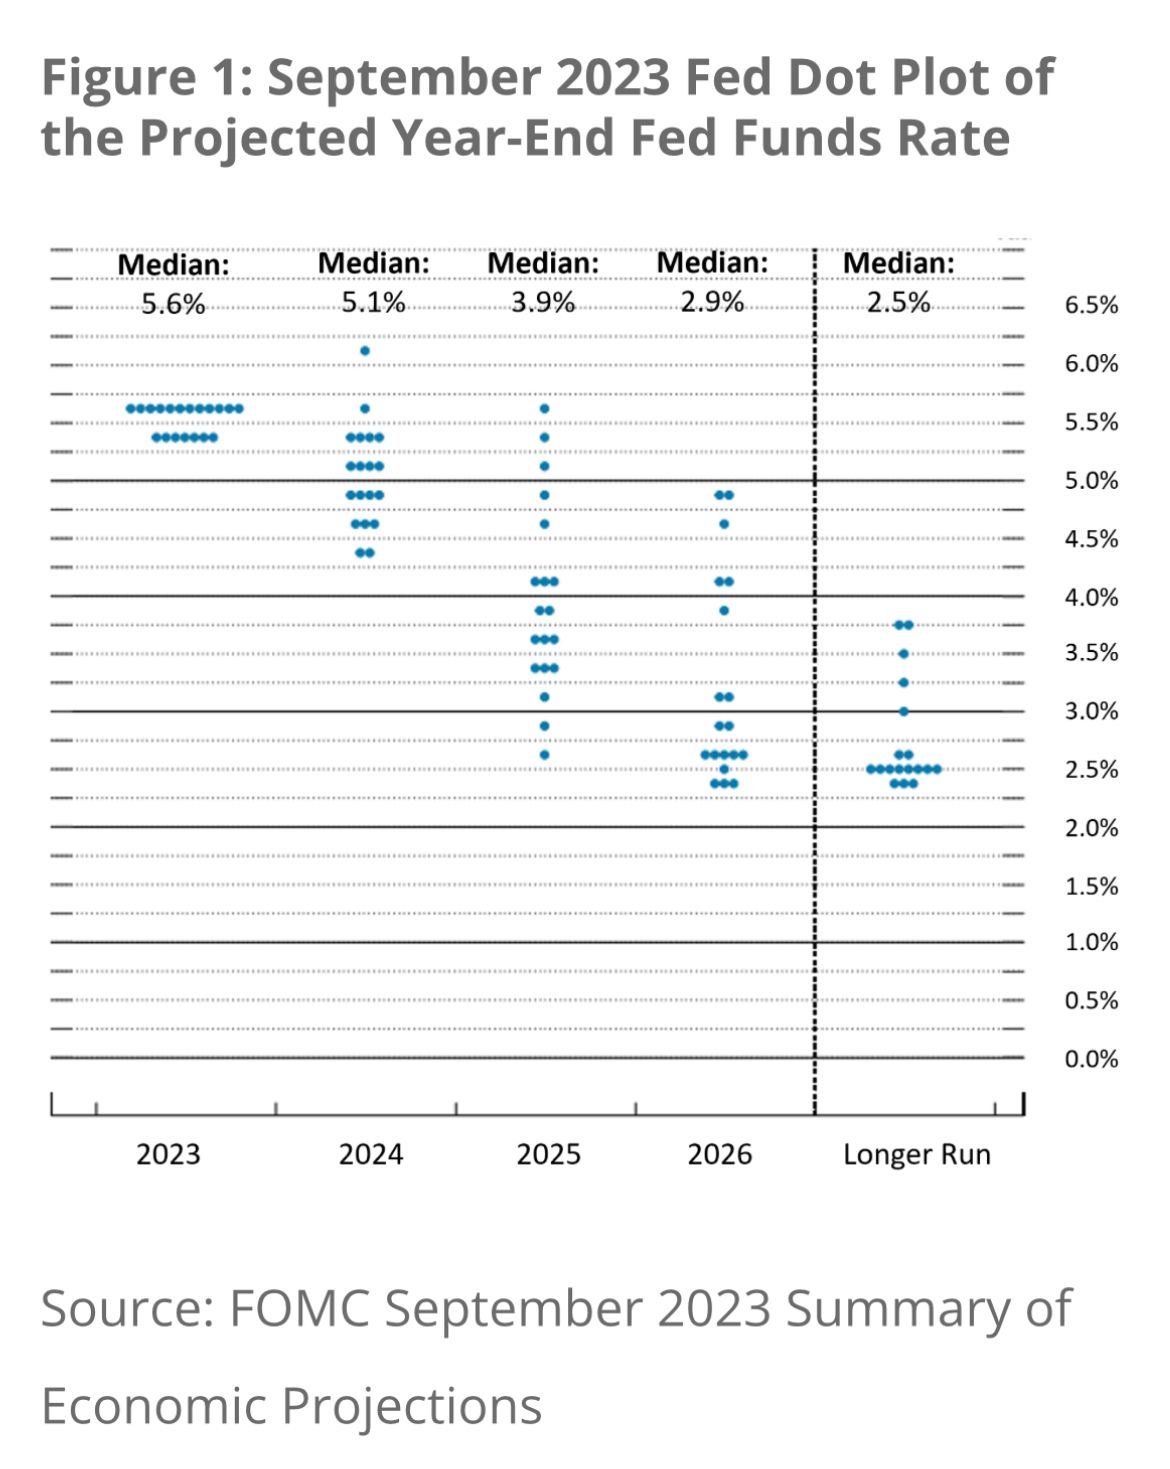 Figure 1: September 2023 Fed Dot Plot of
the Projected Year-End Fed Funds Rate
Median: Median: Median: Median: Median:
5.6% 5.1% 3.9% 2.9% 2.5%
6.5%
6.0%
5.5%
5.0%
4.5%
4.0%
3.5%
3.0%
2.5%
2.0%
1.5%
1.0%
0.5%
0.0%
2023 2024 2025 2026 Longer Run
Source: FOMC September 2023 Summary of
Economic Projections